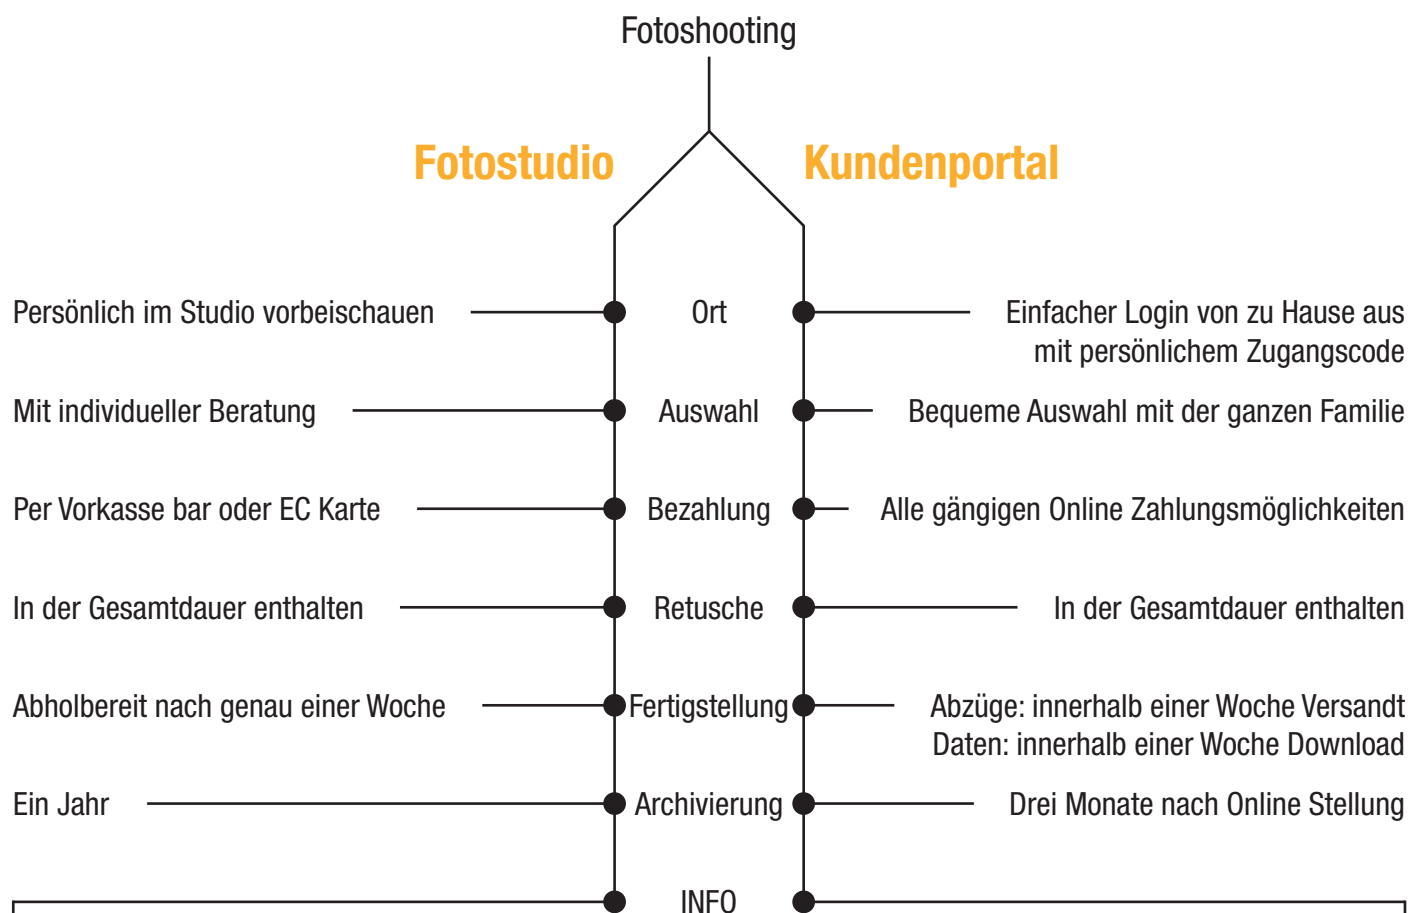 Fotoshooting
Fotostudio
Kundenportal
Persönlich im Studio vorbeischauen
Ort
Einfacher Login von zu Hause aus
mit persönlichem Zugangscode
Mit individueller Beratung
Auswahl
Bequeme Auswahl mit der ganzen Familie
Per Vorkasse bar oder EC Karte
Bezahlung
Alle gängigen Online Zahlungsmöglichkeiten
In der Gesamtdauer enthalten
Retusche
In der Gesamtdauer enthalten
Abholbereit nach genau einer Woche
Fertigstellung
Abzüge: innerhalb einer Woche Versandt
Daten: innerhalb einer Woche Download
Ein Jahr
Archivierung
Drei Monate nach Online Stellung
INFO